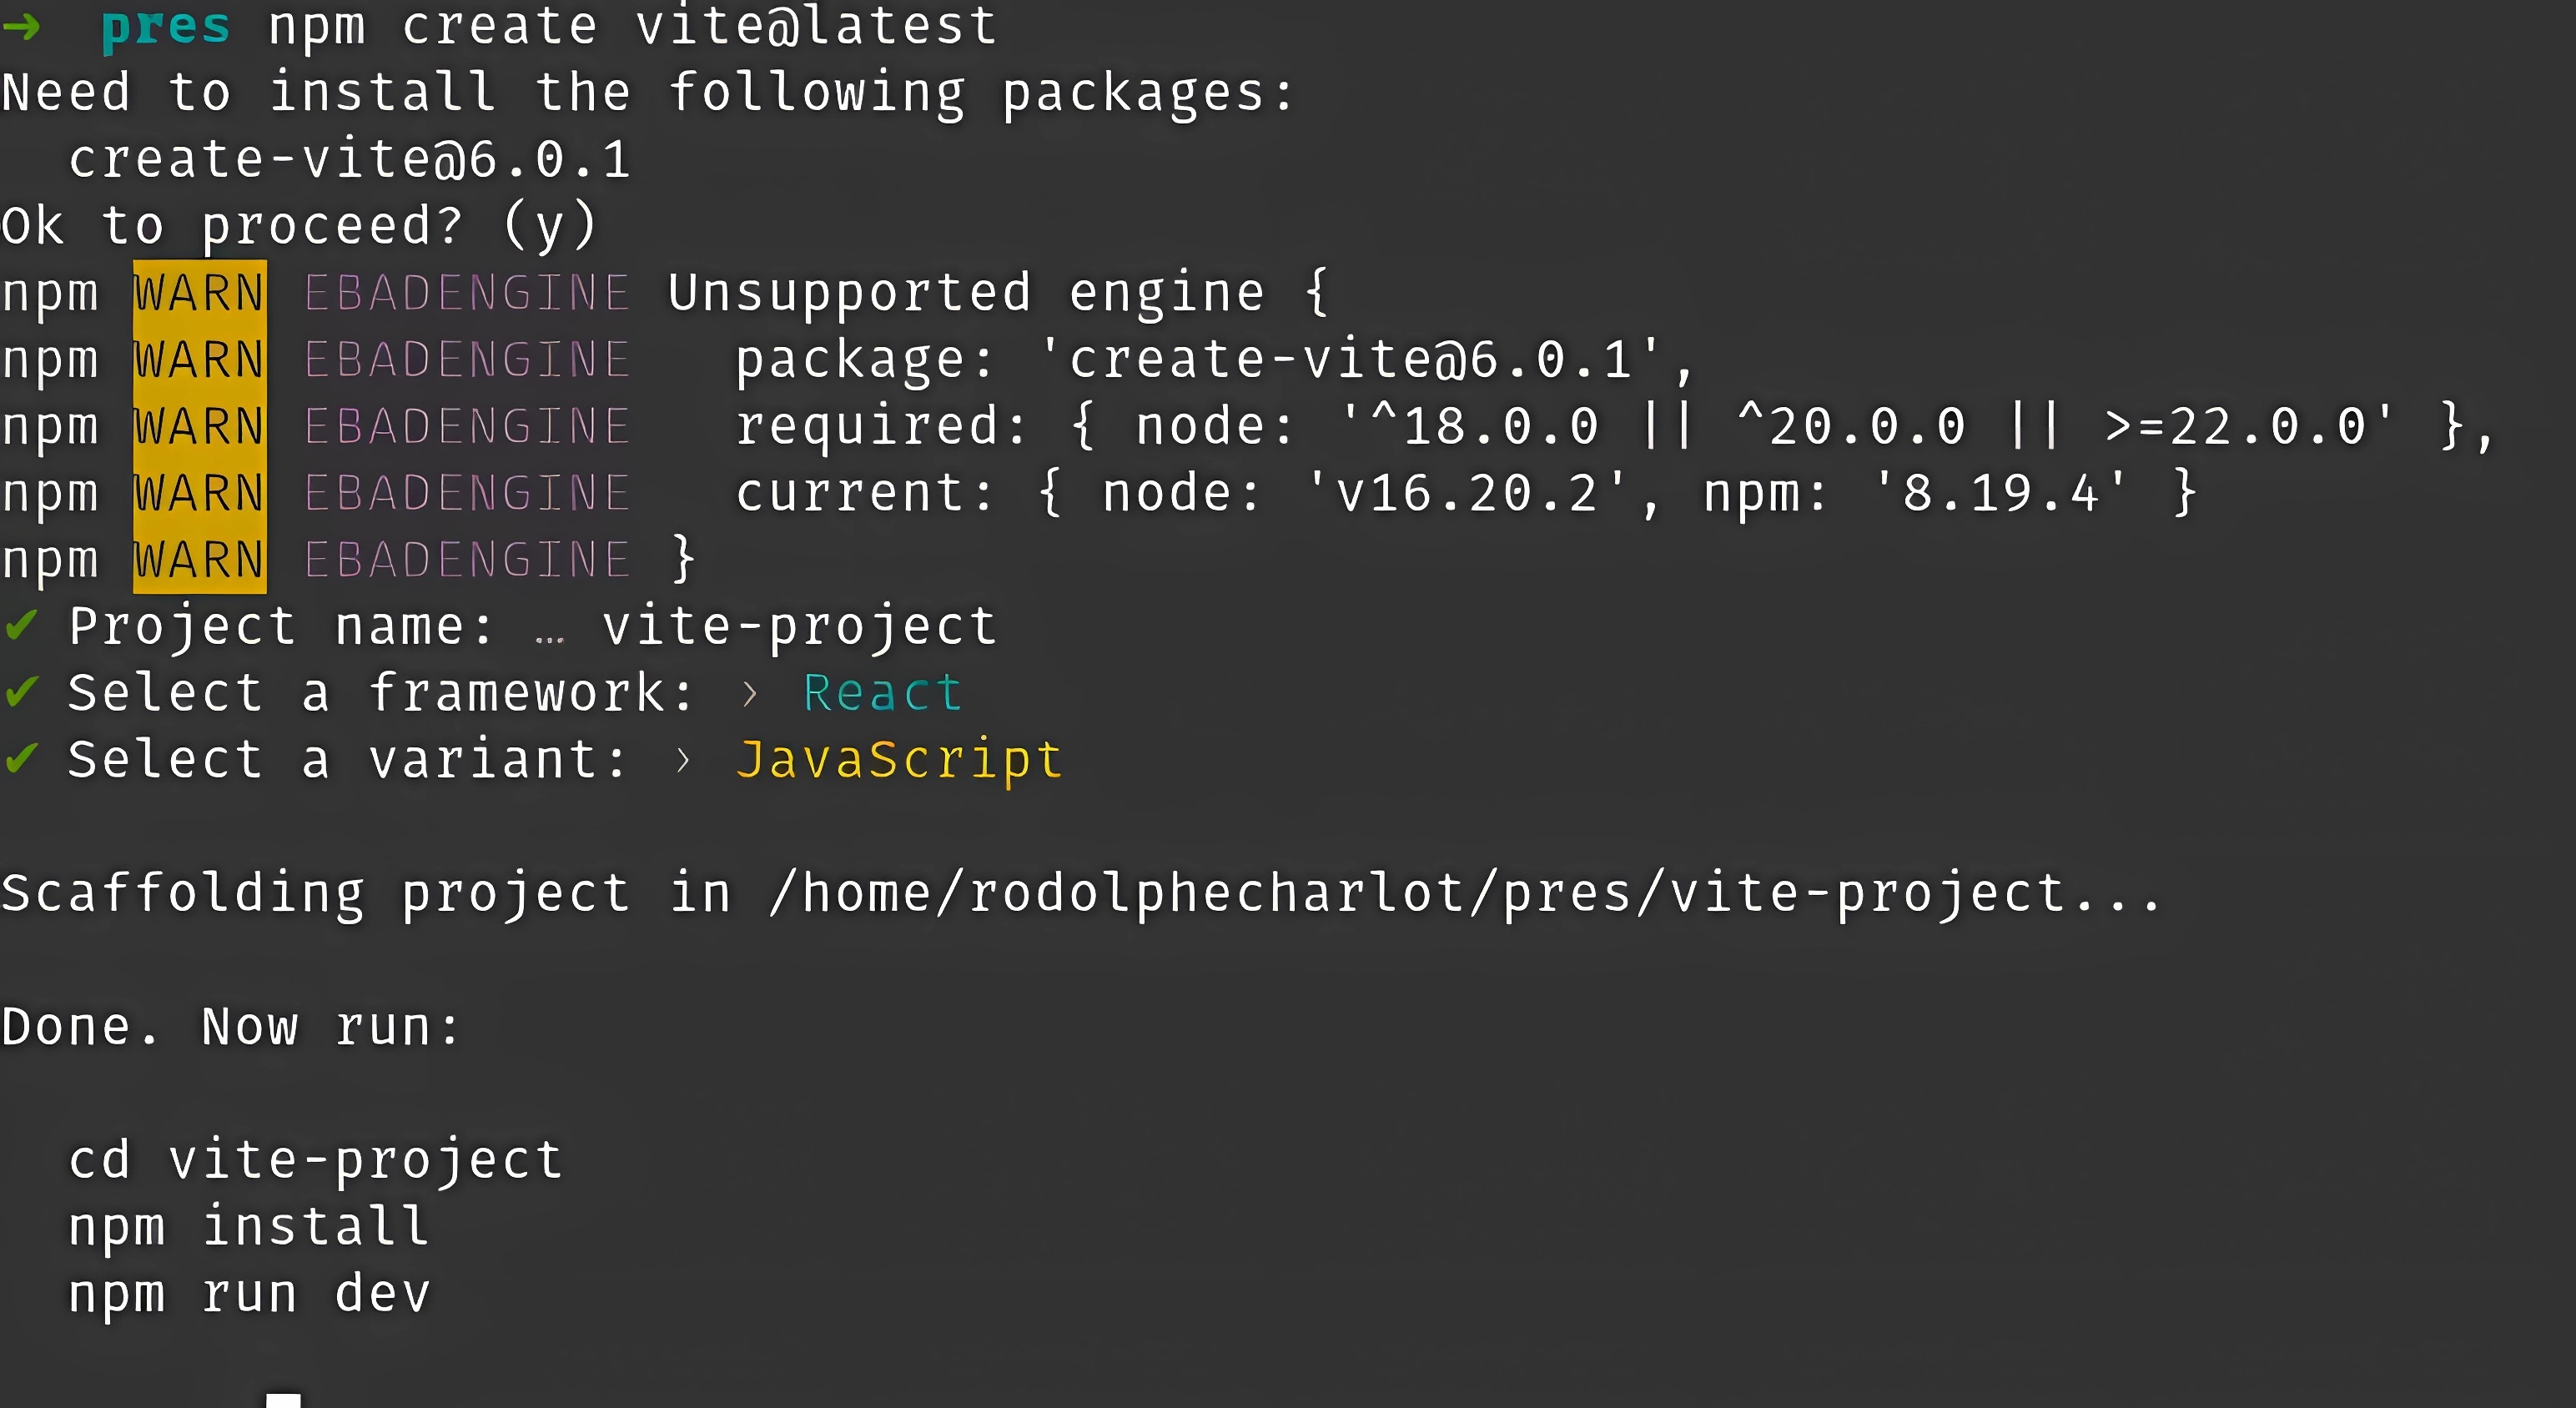 ➜  pres npm create vite@latest
Need to install the following packages:
  create-vite@6.0.1
Ok to proceed? (y)
npm WARN EBADENGINE Unsupported engine {
npm WARN EBADENGINE   package: 'create-vite@6.0.1',
npm WARN EBADENGINE   required: { node: '^18.0.0 || ^20.0.0 || >=22.0.0' },
npm WARN EBADENGINE   current: { node: 'v16.20.2', npm: '8.19.4' }
npm WARN EBADENGINE }
✔ Project name: … vite-project
✔ Select a framework: › React
✔ Select a variant: › JavaScript

Scaffolding project in /home/rodolphecharlot/pres/vite-project...

Done. Now run:

  cd vite-project
  npm install
  npm run dev